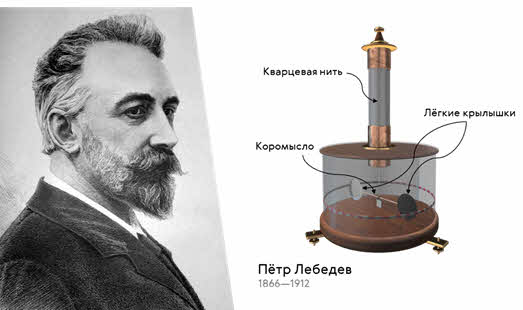 Кварцевая нить
Лёгкие крылышки
Коромысло
Пётр Лебедев
1866—1912